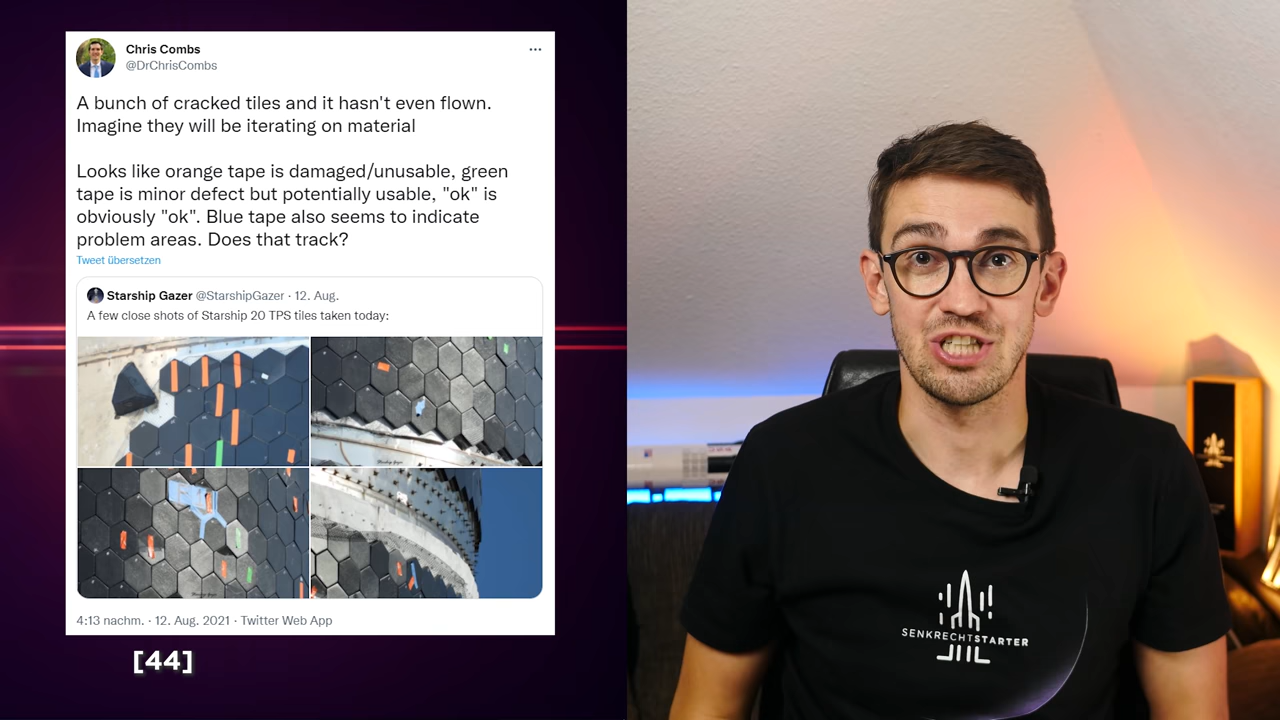 Chris Combs
@DrChrisCombs
A bunch of cracked tiles and it hasn't even flown.
Imagine they will be iterating on material
Looks like orange tape is damaged/unusable, green
tape is minor defect but potentially usable, "ok" is
obviously "ok". Blue tape also seems to indicate
problem areas. Does that track?
Tweet übersetzen
Starship Gazer @StarshipGazer · 12. Aug.
A few close shots of Starship 20 TPS tiles taken today:
4:13 nachm. · 12. Aug. 2021 · Twitter Web App
[44]
SENKRECHTSTARTER